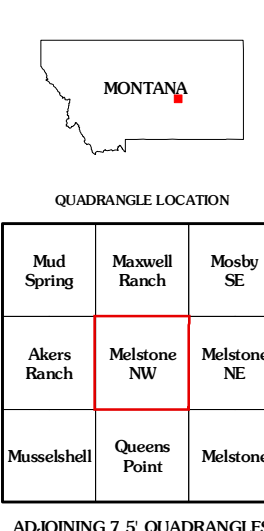 MONTANA
QUADRANGLE LOCATION
Mud Spring
Maxwell Ranch
Mosby SE
Akers Ranch
Melstone NW
Melstone NE
Musselshell
Queens Point
Melstone
ADJOINING 7.5' QUADRANGLES